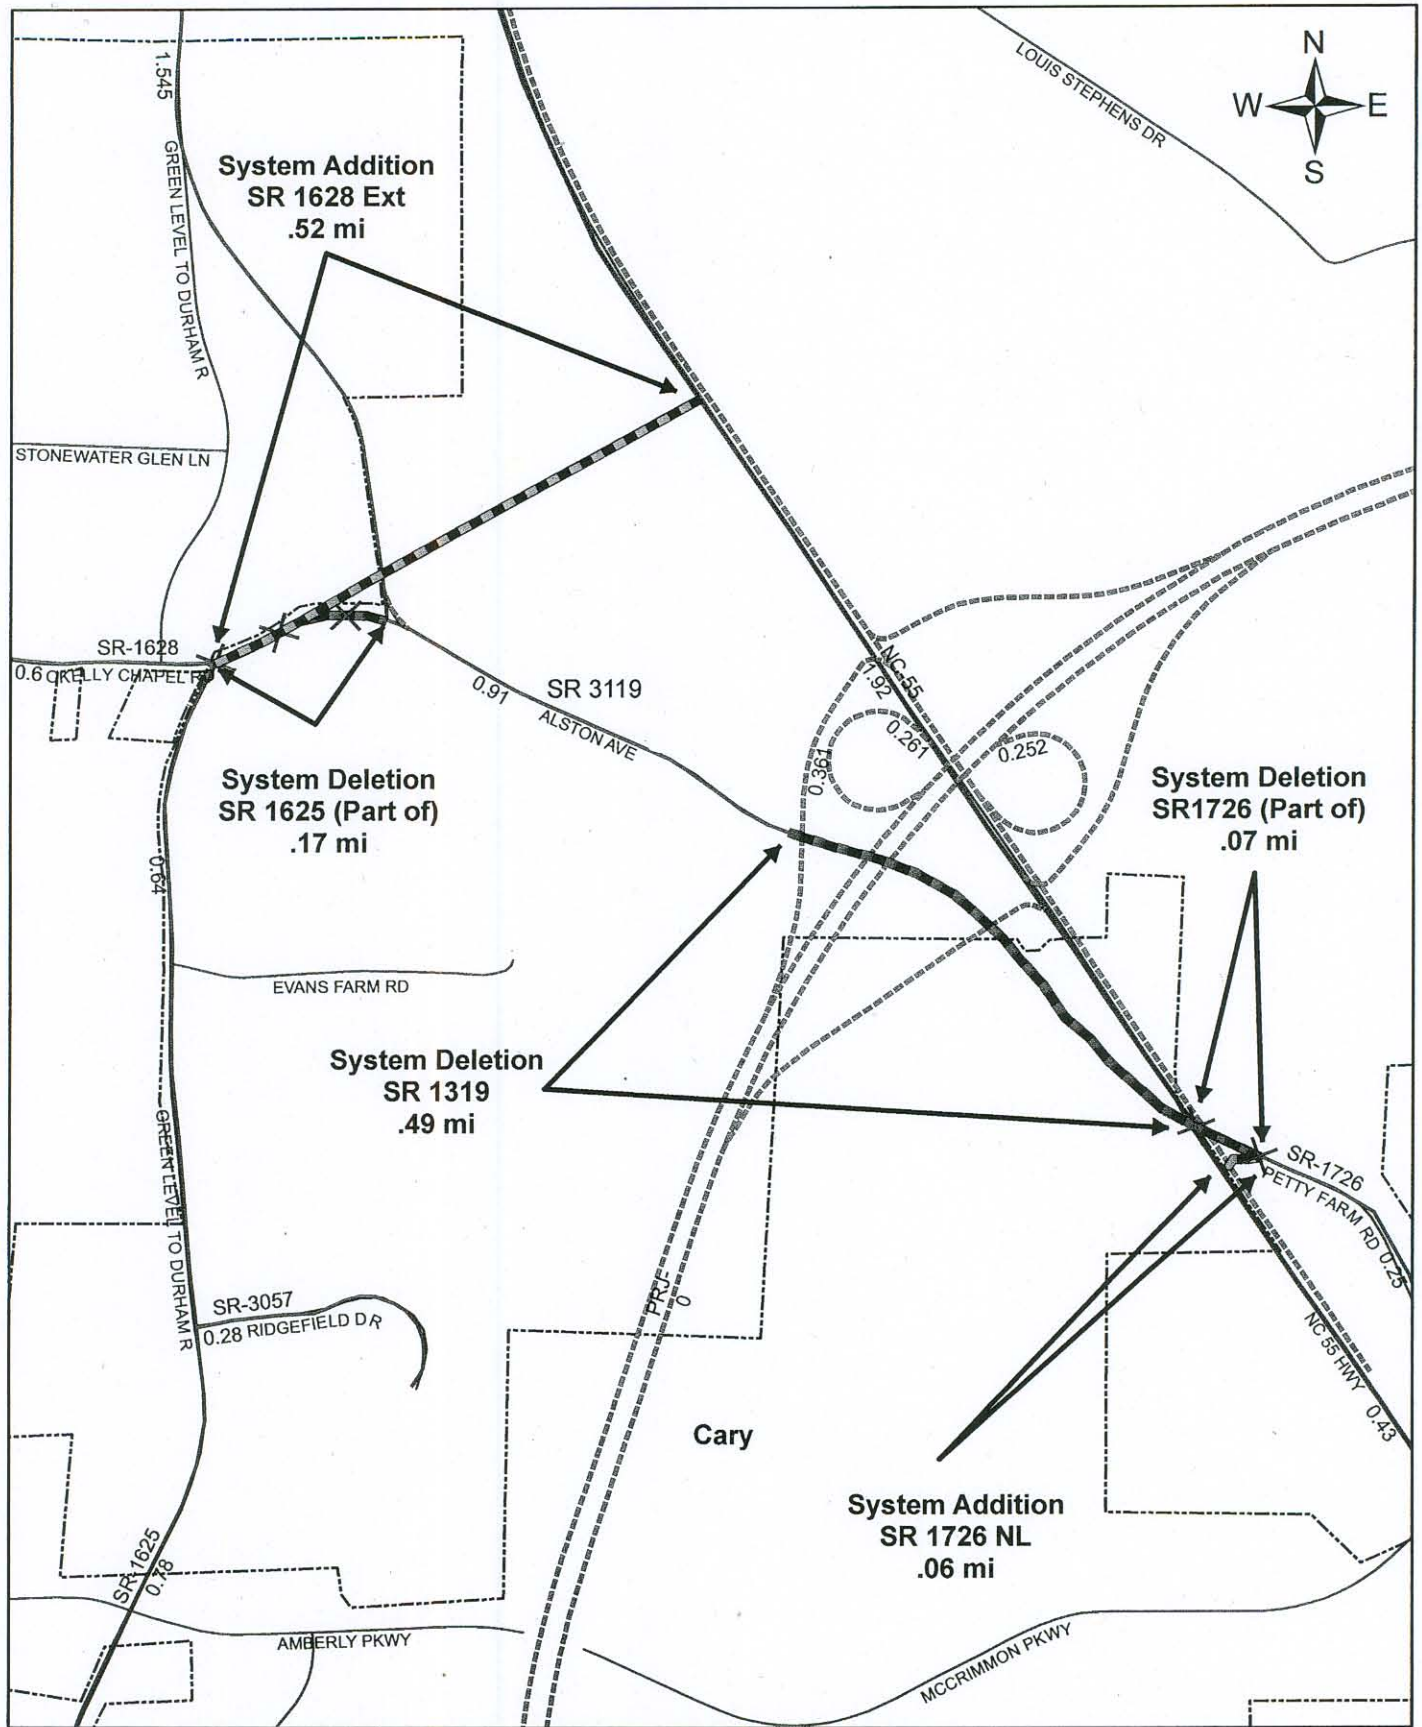 N
W E
S
LOUIS STEPHENS DR
1.545
GREEN LEVEL TO DURHAM R
System Addition
SR 1628 Ext
.52 mi
STONEWATER GLEN LN
SR-1628
0.6 OKELLY CHAPEL RD
0.91
SR 3119
ALSTON AVE
NC 55
1.92
0.261
0.252
0.361
System Deletion
SR 1625 (Part of)
.17 mi
System Deletion
SR1726 (Part of)
.07 mi
0.64
EVANS FARM RD
System Deletion
SR 1319
.49 mi
SR-1726
PETTY FARM RD 0.25
GREEN LEVEL TO DURHAM R
SR-3057
0.28 RIDGEFIELD DR
PRJ-
0
NC 55 HWY 0.43
Cary
System Addition
SR 1726 NL
.06 mi
SR-1625
0.78
AMBERLY PKWY
MCCRIMMON PKWY